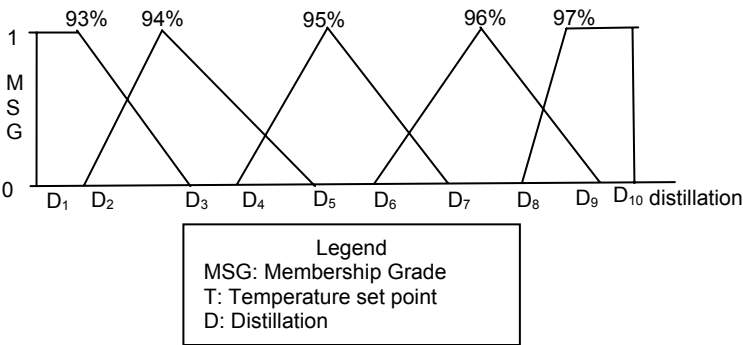 93% 94% 95% 96% 97%
1
M
S
G
0
D1 D2 D3 D4 D5 D6 D7 D8 D9 D10 distillation
Legend
MSG: Membership Grade
T: Temperature set point
D: Distillation